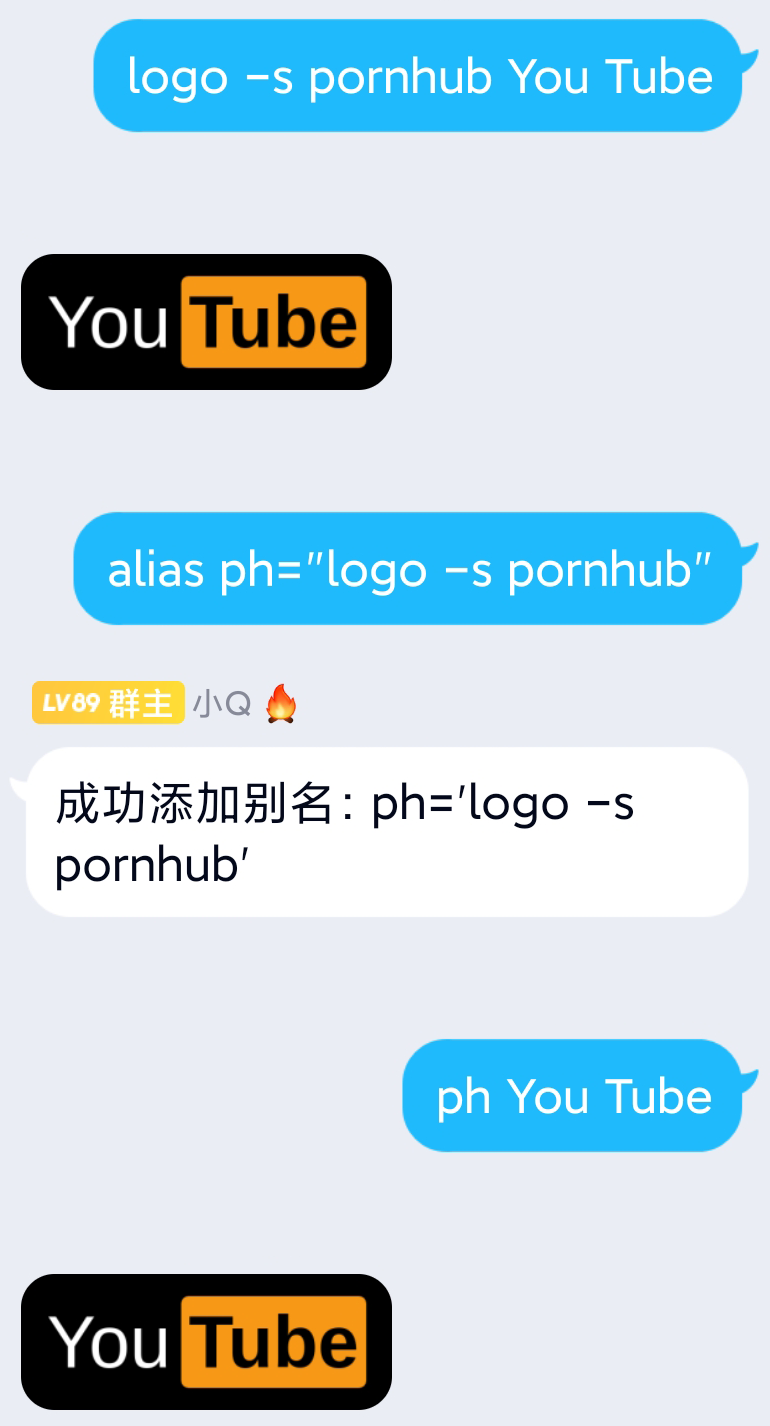 logo -s pornhub You Tube
You Tube
alias ph="logo -s pornhub"
LV89 群主 小Q
成功添加别名: ph='logo -s
pornhub'
ph You Tube
You Tube